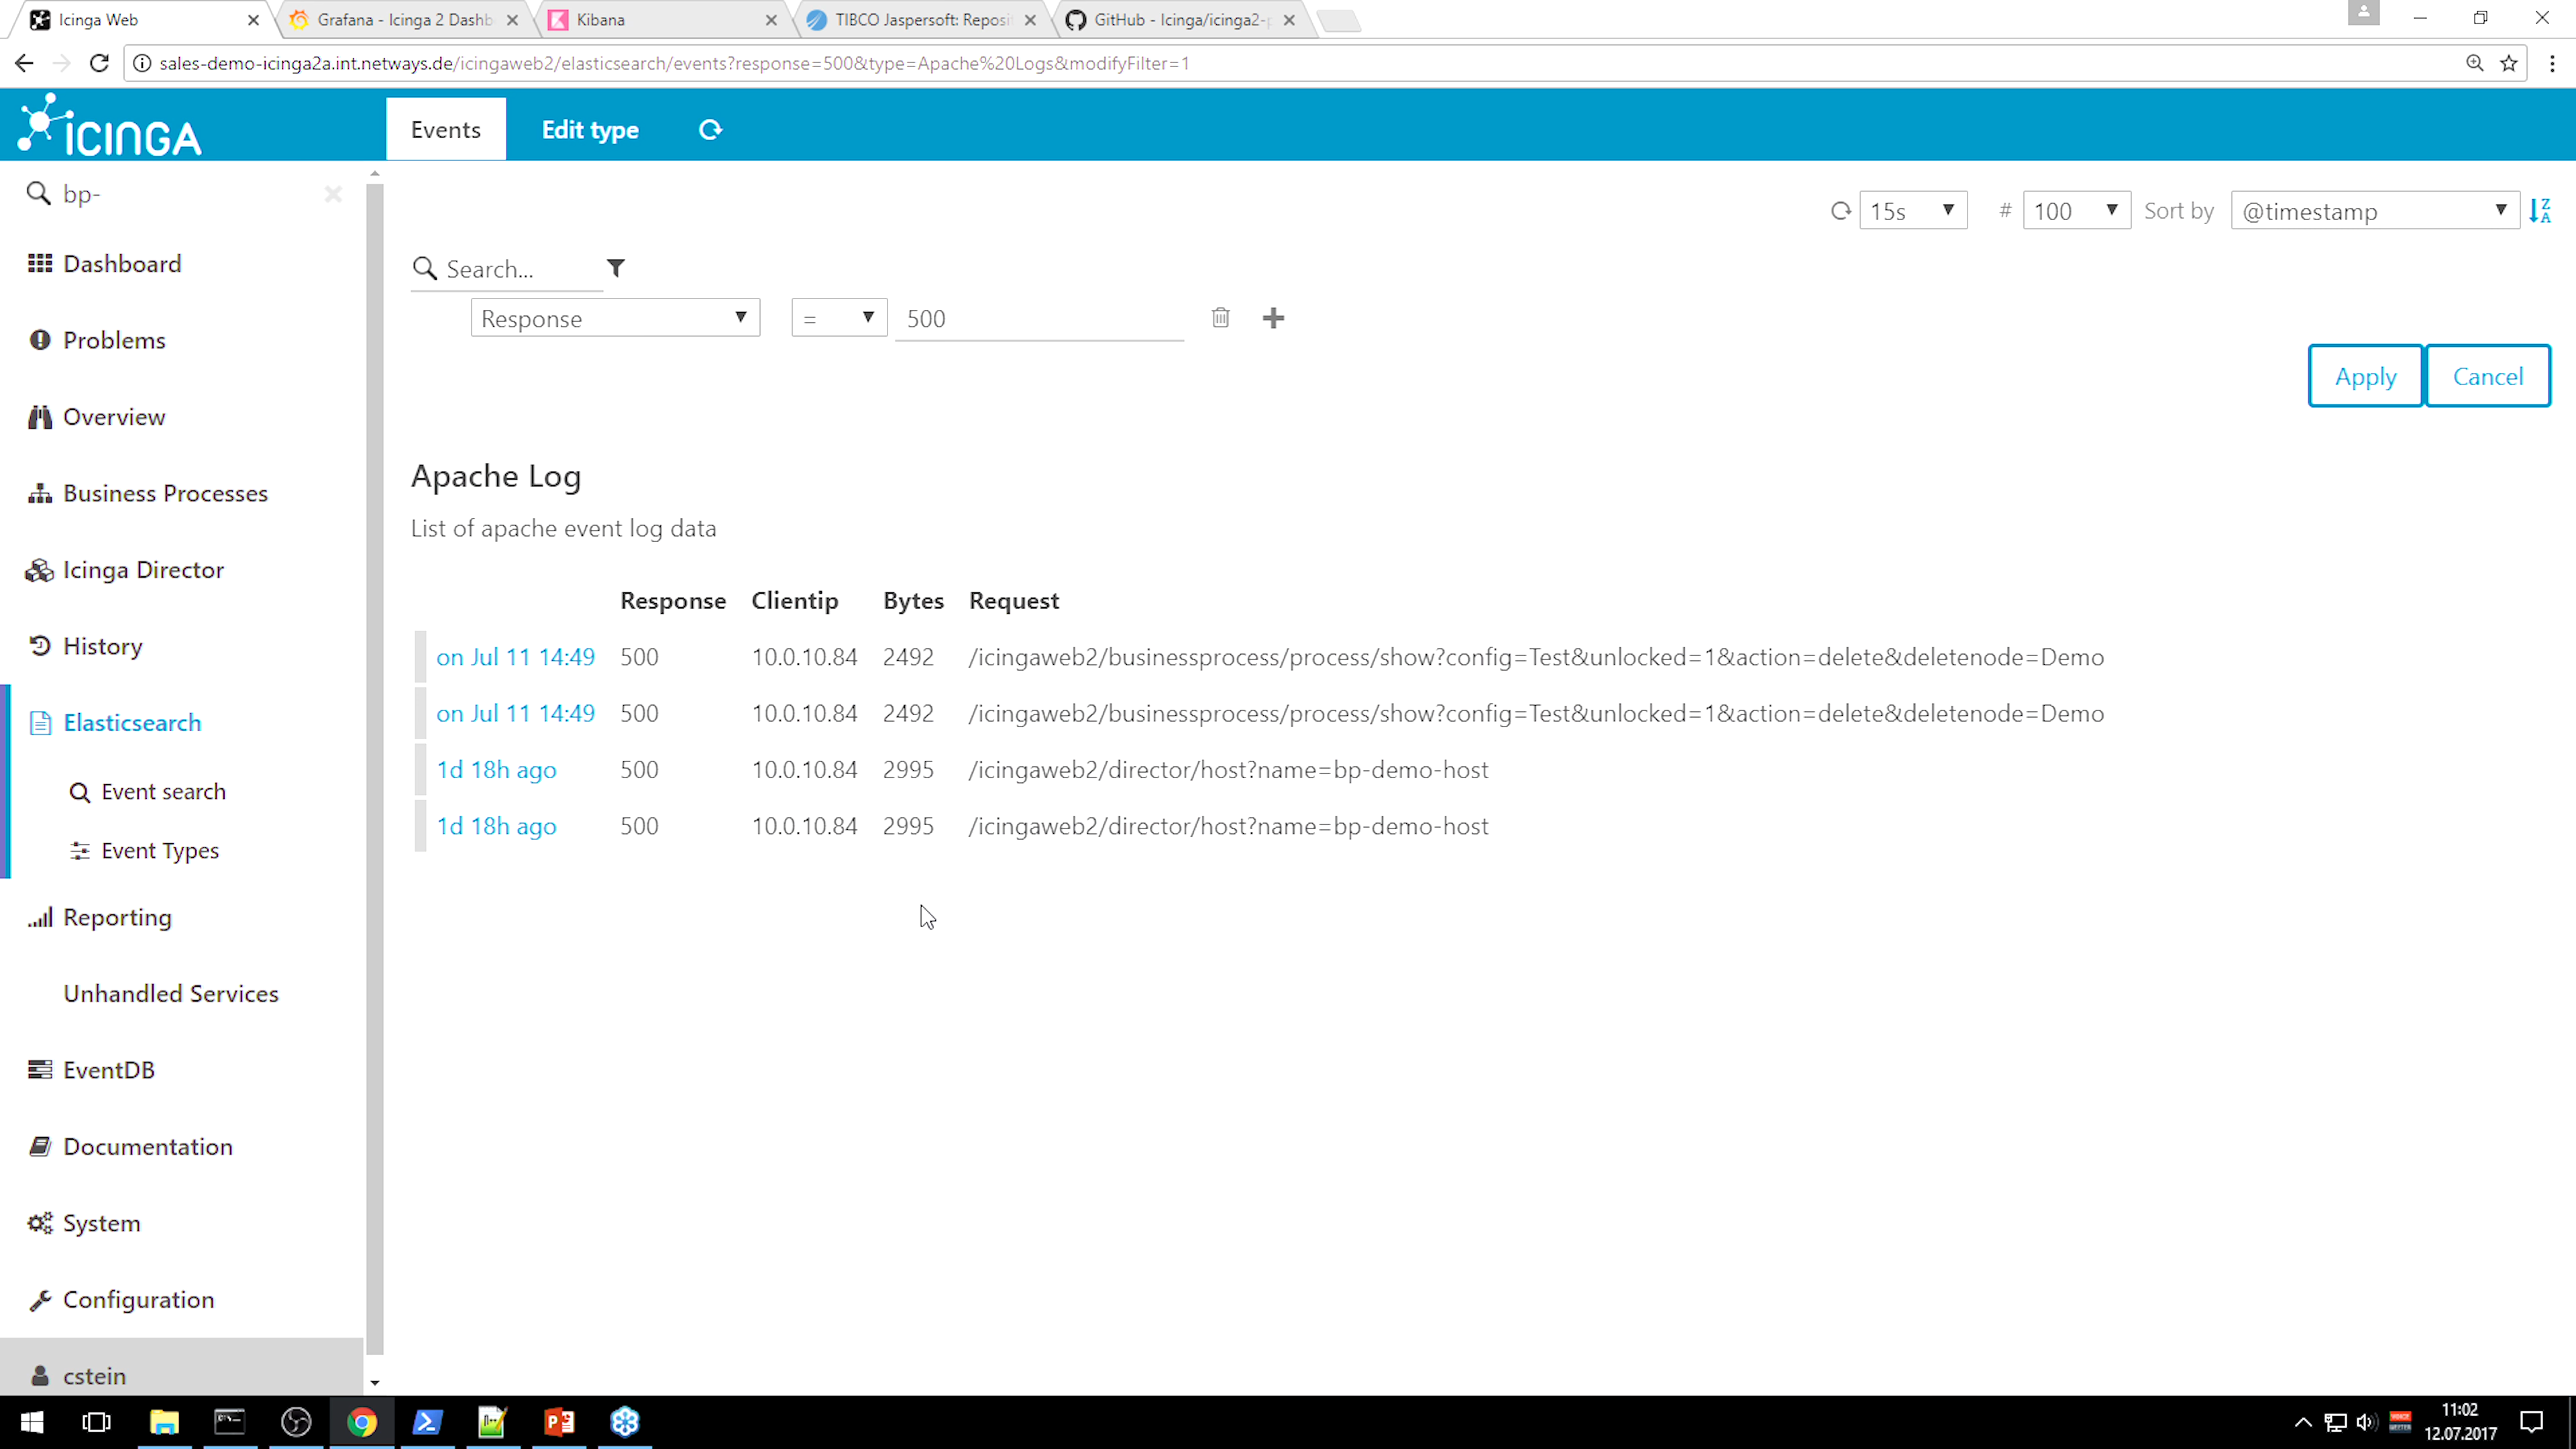 Icinga Web
Grafana - Icinga 2 Dashb
Kibana
TIBCO Jaspersoft: Reposi
GitHub - Icinga/icinga2-p
sales-demo-icinga2a.int.netways.de/icingaweb2/elasticsearch/events?response=500&type=Apache%20Logs&modifyFilter=1
ICINGA
Events
Edit type
bp-
15s
# 100
Sort by
@timestamp
Search...
Response
=
500
Apply
Cancel
Dashboard
Problems
Overview
Business Processes
Icinga Director
History
Elasticsearch
Event search
Event Types
Reporting
Unhandled Services
EventDB
Documentation
System
Configuration
cstein
Apache Log
List of apache event log data
Response Clientip Bytes Request
on Jul 11 14:49 500 10.0.10.84 2492 /icingaweb2/businessprocess/process/show?config=Test&unlocked=1&action=delete&deletenode=Demo
on Jul 11 14:49 500 10.0.10.84 2492 /icingaweb2/businessprocess/process/show?config=Test&unlocked=1&action=delete&deletenode=Demo
1d 18h ago 500 10.0.10.84 2995 /icingaweb2/director/host?name=bp-demo-host
1d 18h ago 500 10.0.10.84 2995 /icingaweb2/director/host?name=bp-demo-host
11:02
12.07.2017